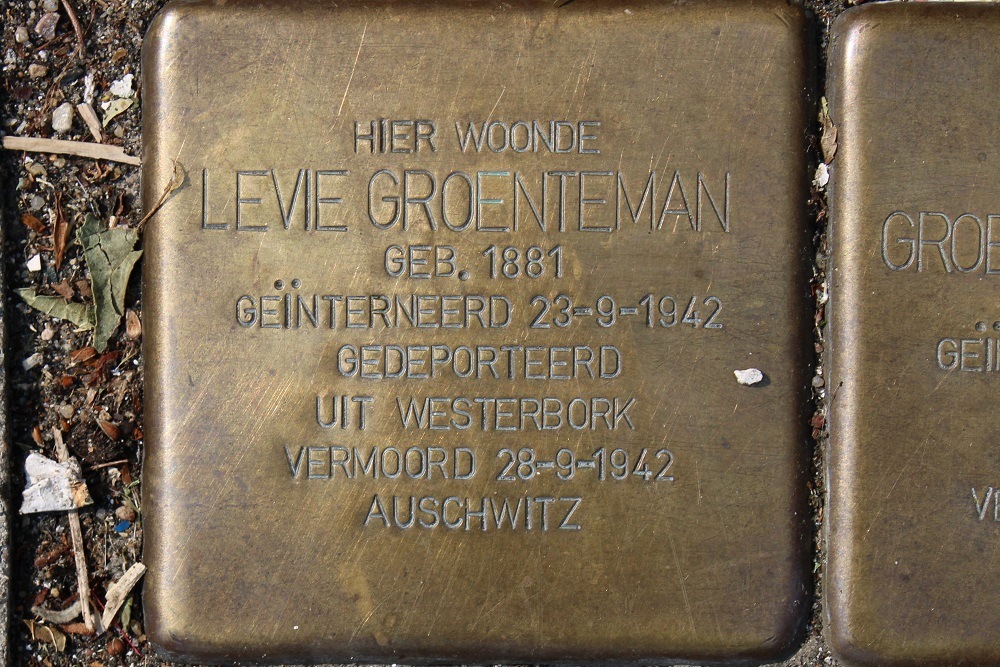 HIER WOONDE
LEVIE GROENTEMAN
GEB. 1881
GEÏNTERNEERD 23-9-1942
GEDEPORTEERD
UIT WESTERBORK
VERMOORD 28-9-1942
AUSCHWITZ